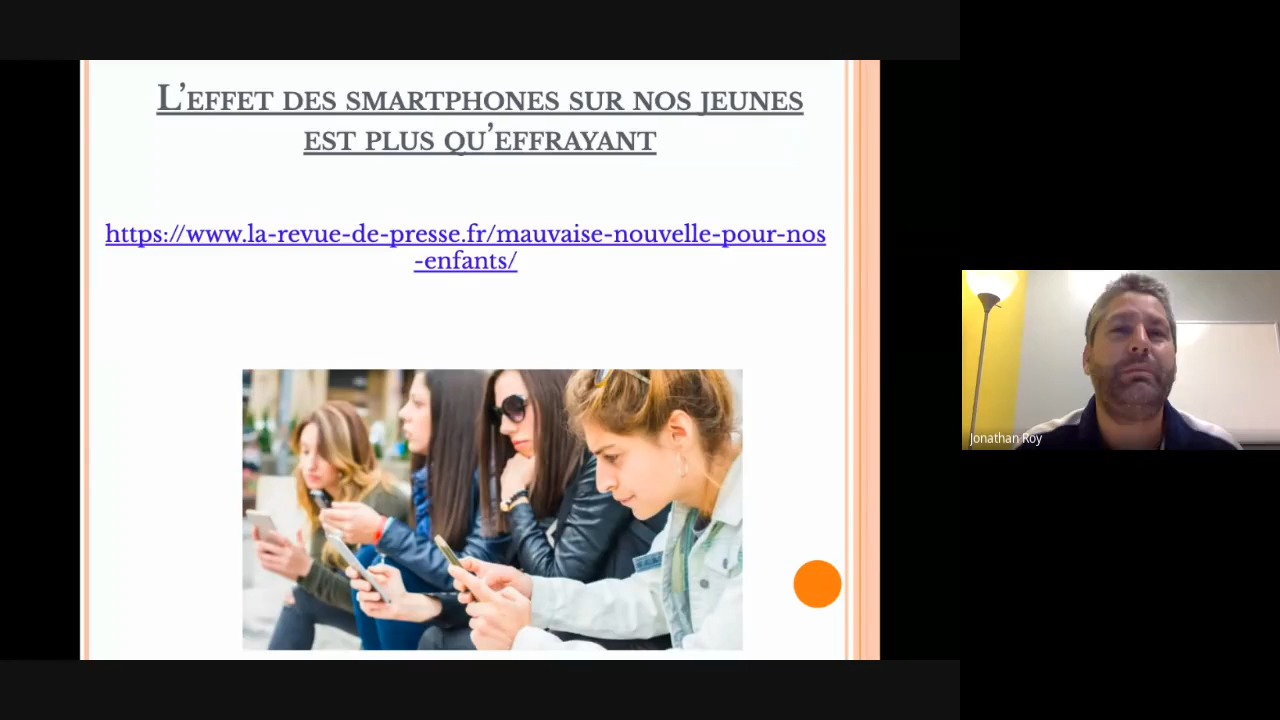 L'EFFET DES SMARTPHONES SUR NOS JEUNES
EST PLUS QU'EFFRAYANT
https://www.la-revue-de-presse.fr/mauvaise-nouvelle-pour-nos
-enfants/
Jonathan Roy